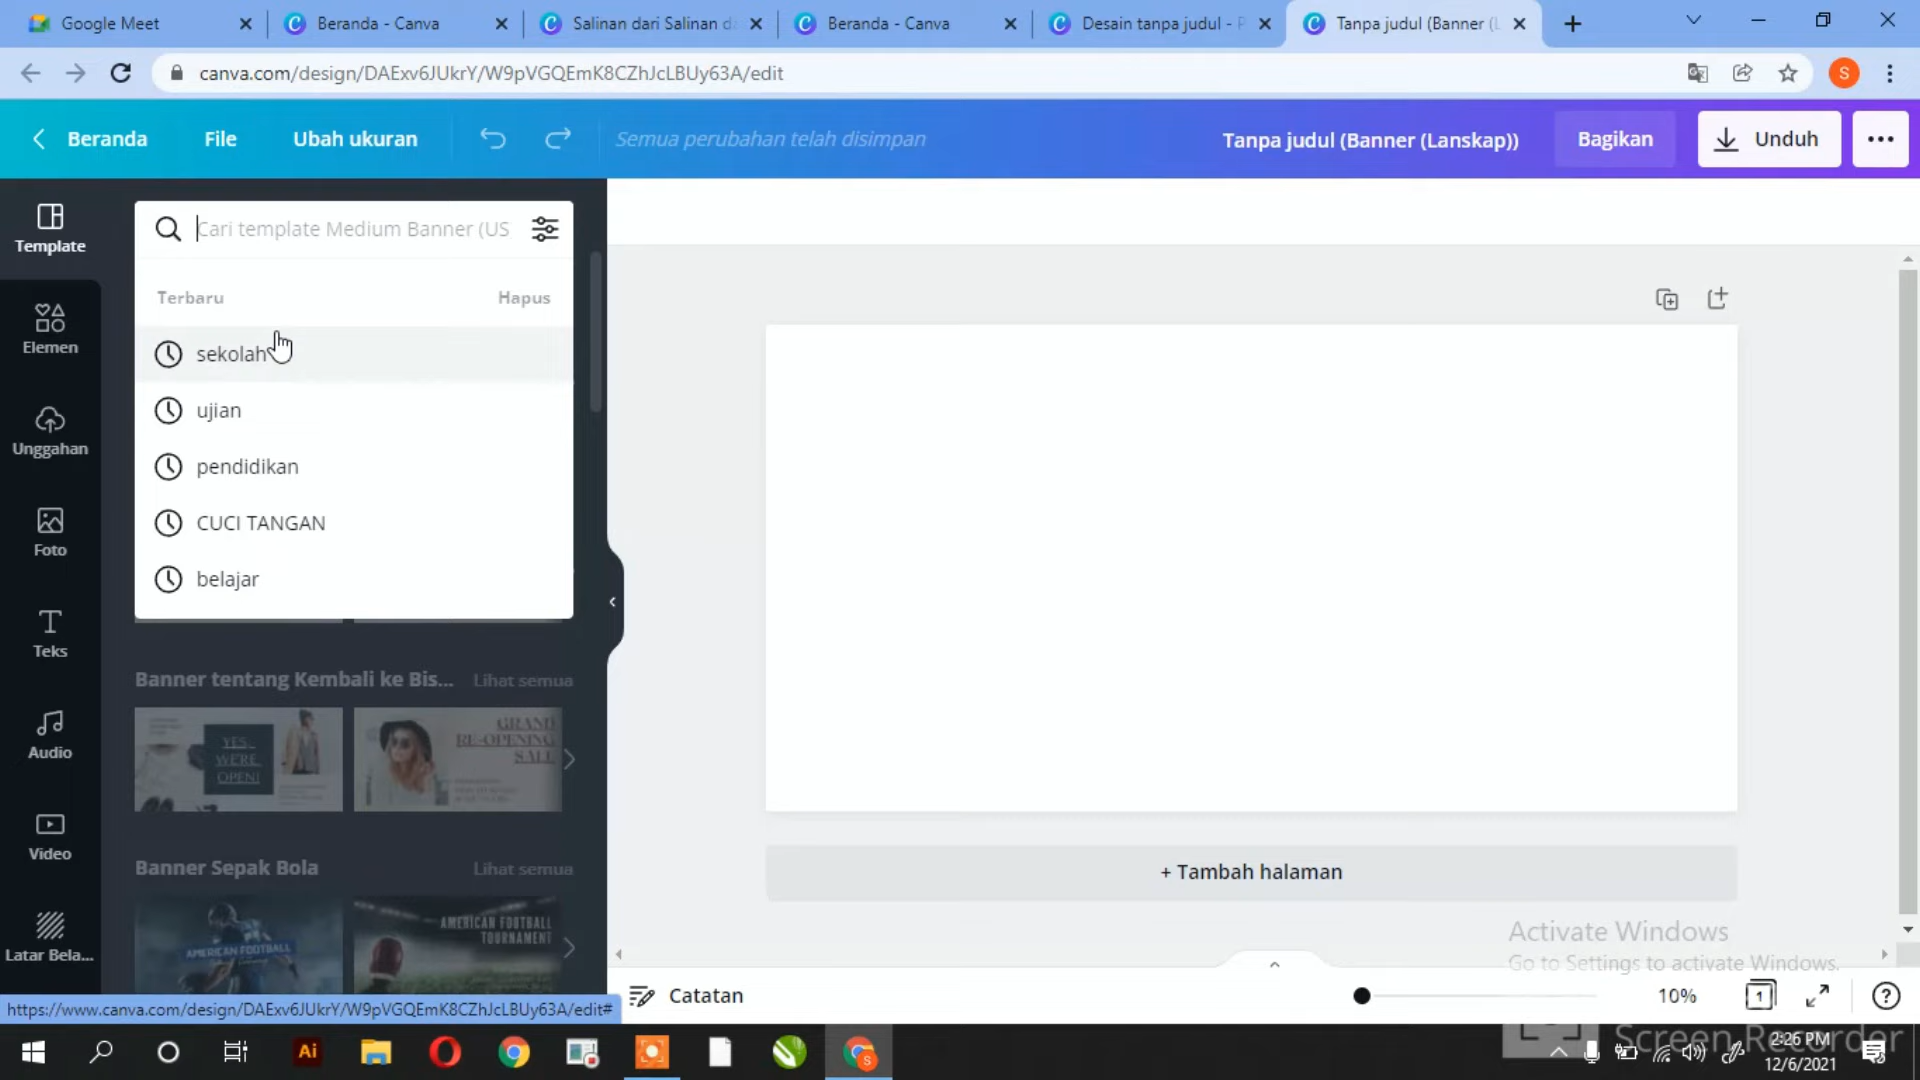 Google Meet
Beranda - Canva
Salinan dari Salinan d
Beranda - Canva
Desain tanpa judul - P
Tanpa judul (Banner (L
canva.com/design/DAExv6JUkrY/W9pVGQEmK8CZhJcLBUy63A/edit
S
Beranda
File
Ubah ukuran
Semua perubahan telah disimpan
Tanpa judul (Banner (Lanskap))
Bagikan
Unduh
Template
Elemen
Unggahan
Foto
Teks
Audio
Video
Latar Bela...
Cari template Medium Banner (US
Terbaru
Hapus
sekolah
ujian
pendidikan
CUCI TANGAN
belajar
Banner tentang Kembali ke Bis...
Lihat semua
YES,
WE'RE
OPEN!
GRAND
RE-OPENING
SALE
Banner Sepak Bola
Lihat semua
AMERICAN FOOTBALL
AMERICAN FOOTBALL
TOURNAMENT
+ Tambah halaman
Activate Windows
Go to Settings to activate Windows.
https://www.canva.com/design/DAExv6JUkrY/W9pVGQEmK8CZhJcLBUy63A/edit#
Catatan
10%
1
Ai
S
Screen Recorder
2:26 PM
12/6/2021